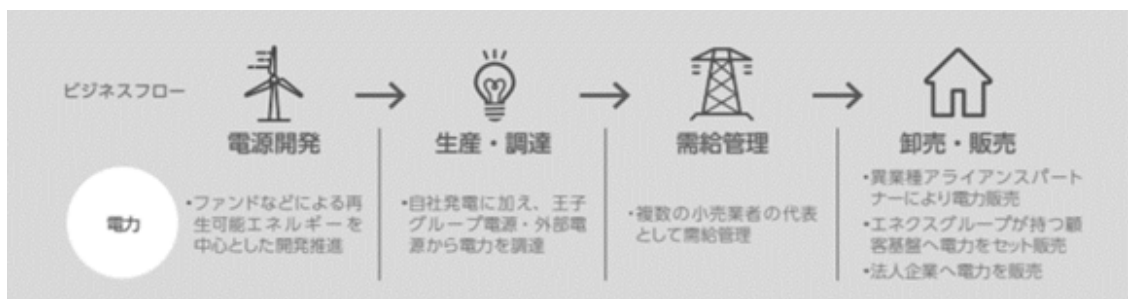 ビジネスフロー
電源開発
生産・調達
需給管理
卸売・販売
電力
・ファンドなどによる再
生可能エネルギーを
中心とした開発推進
・自社発電に加え、王子
グループ電源・外部電
源から電力を調達
・複数の小売業者の代表
として需給管理
・異業種アライアンスパート
ナーにより電力販売
・エネクスグループが持つ顧
客基盤へ電力をセット販売
・法人企業へ電力を販売